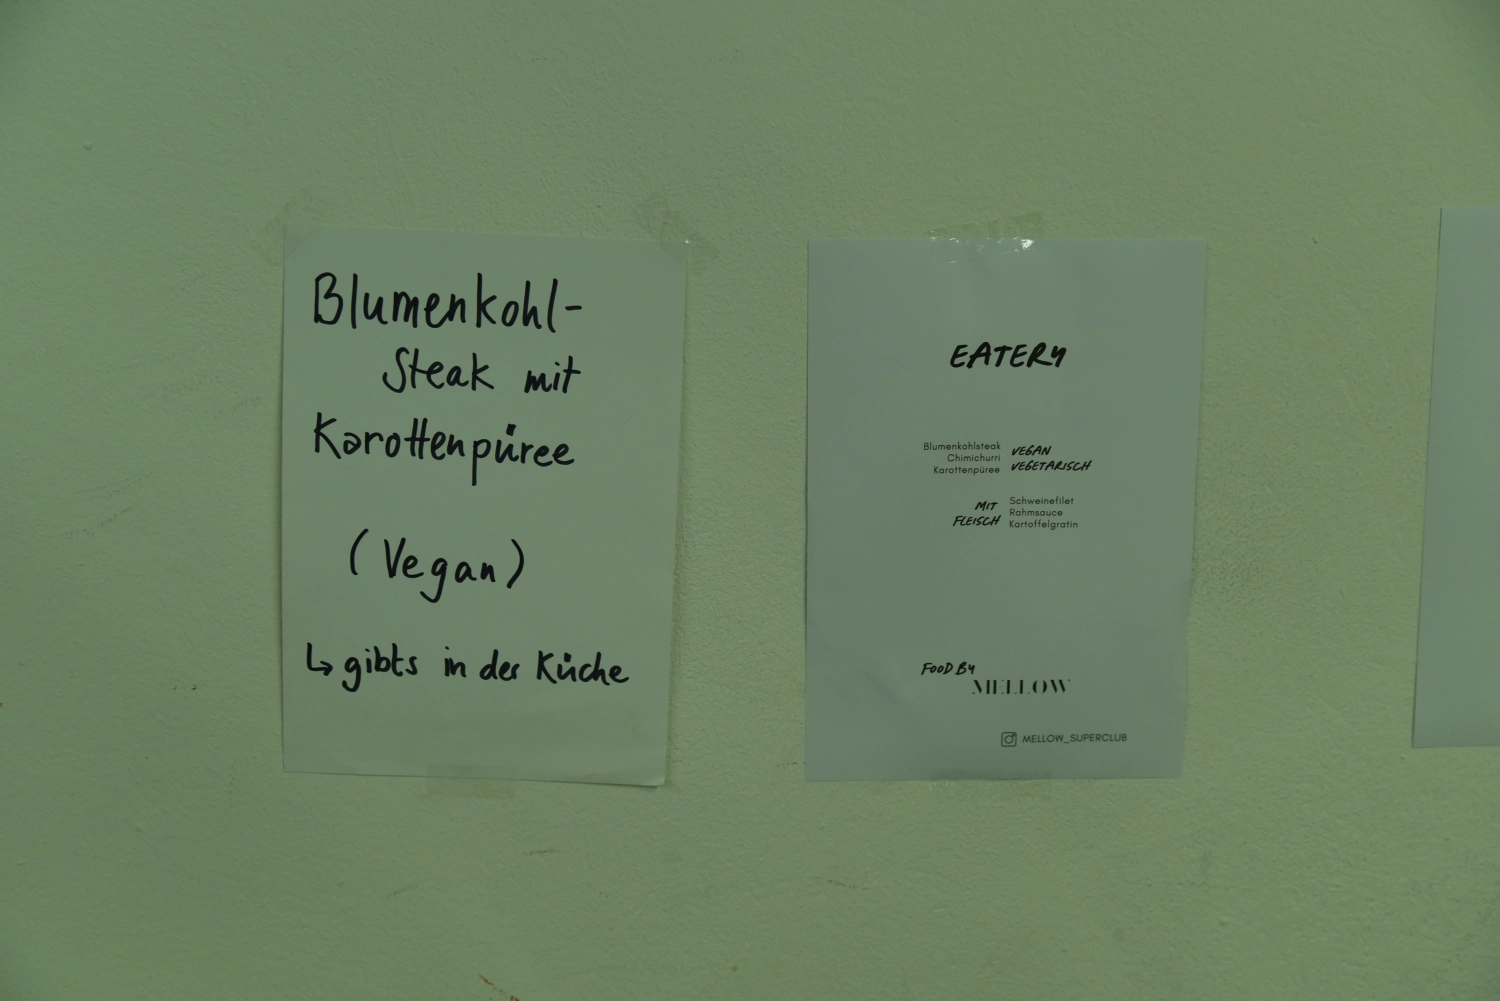 Blumenkohl-
Steak mit
Karottenpüree
(Vegan)
↳ gibts in der Küche
EATERY
Blumenkohlsteak
Chimichurri
Karottenpüree
VEGAN
VEGETARISCH
MIT
FLEISCH
Schweinefilet
Rahmsauce
Kartoffelgratin
FOOD BY
MELLOW
MELLOW_SUPERCLUB